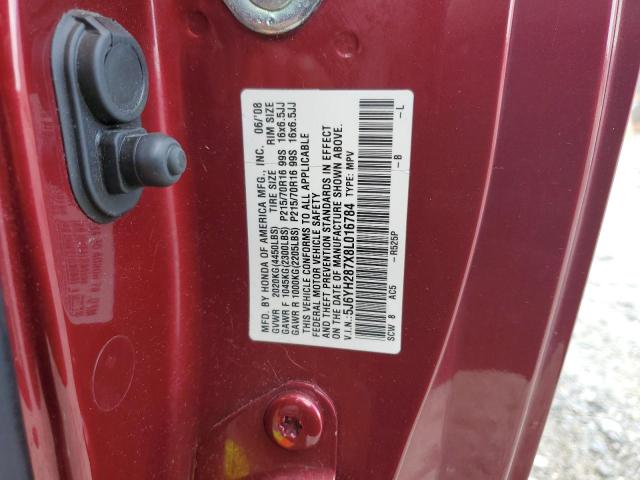 MFD. BY HONDA OF AMERICA MFG., INC. 06/'08
TIRE SIZE RIM SIZE
GVWR 2020KG(4450LBS)
GAWR F 1045KG(2300LBS) P215/70R16 99S 16x6.5JJ
GAWR R 1000KG(2205LBS) P215/70R16 99S 16x6.5JJ
THIS VEHICLE CONFORMS TO ALL APPLICABLE
FEDERAL MOTOR VEHICLE SAFETY
AND THEFT PREVENTION STANDARDS IN EFFECT
ON THE DATE OF MANUFACTURE SHOWN ABOVE.
V.I.N.:5J6YH287X8L016784 TYPE: MPV
SCW 8 AC5 -R525P -B -L